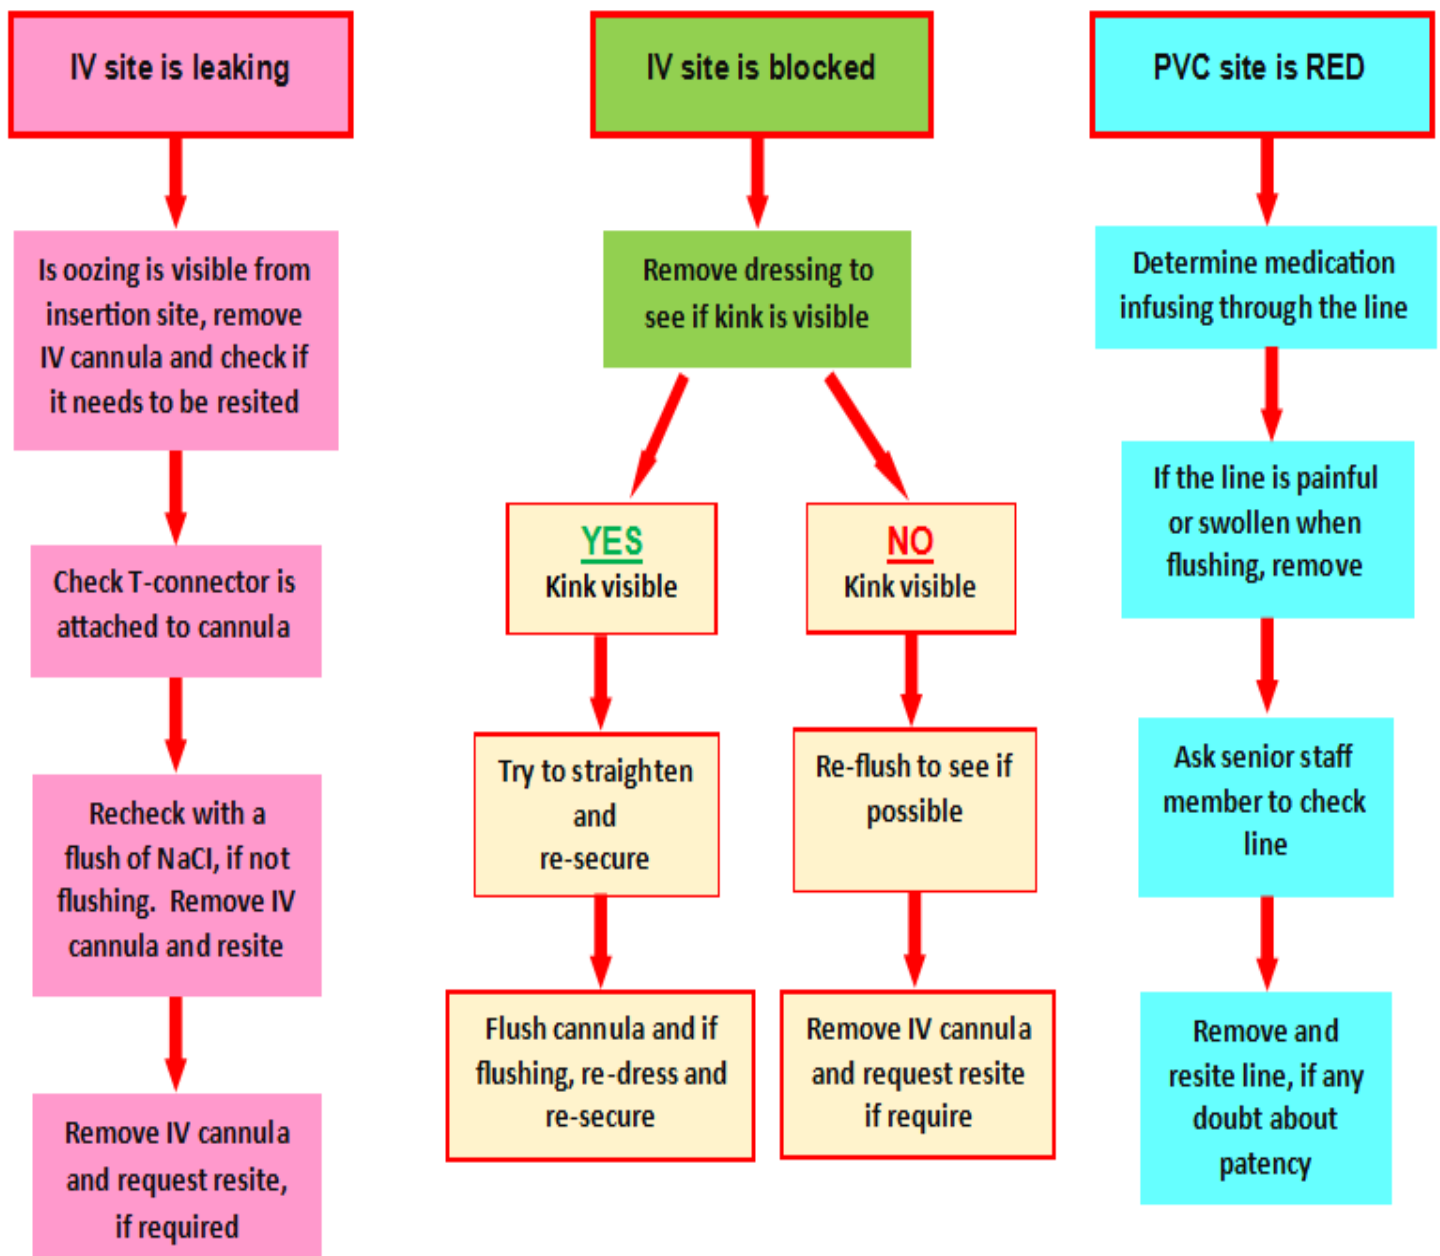 IV site is leaking
Is oozing is visible from
insertion site, remove
IV cannula and check if
it needs to be resited
Check T-connector is
attached to cannula
Recheck with a
flush of NaCI, if not
flushing.  Remove IV
cannula and resite
Remove IV cannula
and request resite,
if required
IV site is blocked
Remove dressing to
see if kink is visible
YES
Kink visible
Try to straighten
and
re-secure
Flush cannula and if
flushing, re-dress and
re-secure
NO
Kink visible
Re-flush to see if
possible
Remove IV cannula
and request resite
if require
PVC site is RED
Determine medication
infusing through the line
If the line is painful
or swollen when
flushing, remove
Ask senior staff
member to check
line
Remove and
resite line, if any
doubt about
patency